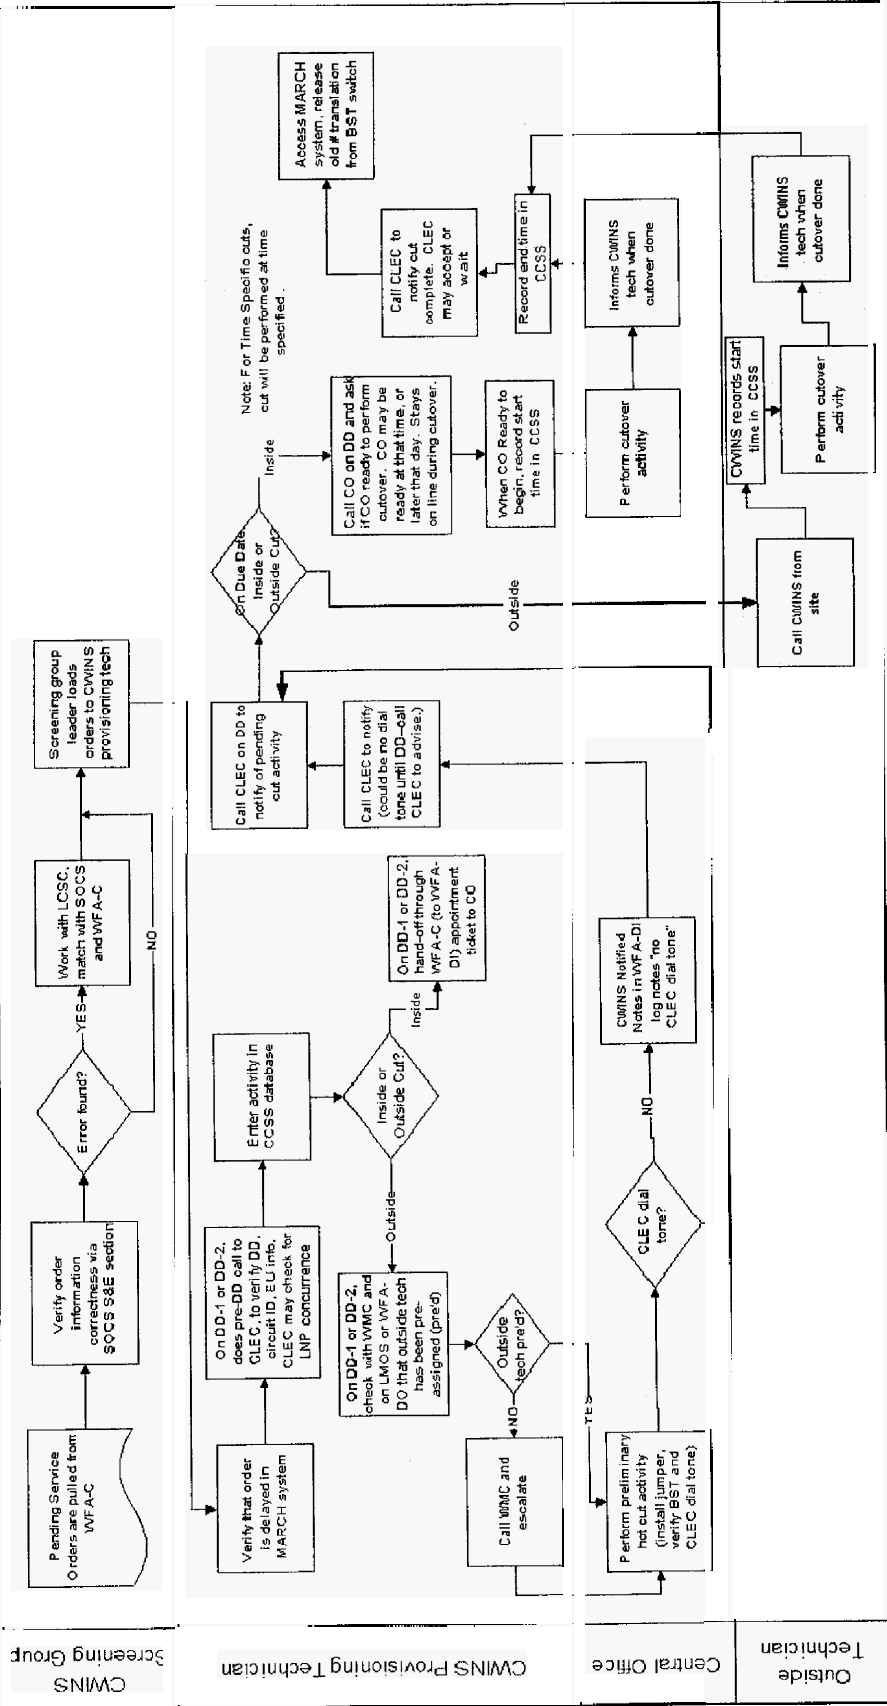 CWINS
Screening Group
Pending Service
Orders are pulled from
WFA-C
Verify order
information
correctness via
SOCS S&E section
Error found?
YES
NO
Work with LCSC,
match with SOCS
and WFA-C
Screening group
leader loads
orders to CWINS
provisioning tech
CWINS Provisioning Technician
Verify that order
is delayed in
MARCH system
On DD-1 or DD-2,
does pre-DD call to
CLEC, to verify DD,
circuit ID, EU info,
CLEC may check for
LNP concurrence
Enter activity in
CCSS database
Inside or
Outside Cut?
Inside
On DD-1 or DD-2,
hand-off through
WFA-C (to WFA-
DI) appointment
ticket to CO
Outside
On DD-1 or DD-2,
check with WMC and
on LMOS or WFA-
DO that outside tech
has been pre-
assigned (pre'd)
Outside
tech pre'd?
NO
Call WMC and
escalate
YES
Call CLEC to notify
(could be no dial
tone until DD--call
CLEC to advise.)
Call CLEC on DD to
notify of pending
cut activity
On Due Date
Inside or
Outside Cut?
Inside
Outside
Note: For Time Specific cuts,
cut will be performed at time
specified .
Call CO on DD and ask
if CO ready to perform
cutover. CO may be
ready at that time, or
later that day. Stays
on line during cutover.
When CO Ready to
begin, record start
time in CCSS
Record end time in
CCSS
Call CLEC to
notify cut
complete. CLEC
may accept or
wait
Access MARCH
system, release
old # translation
from BST switch
Central Office
Perform preliminary
hot cut activity
(install jumper,
verify BST and
CLEC dial tone)
CLEC dial
tone?
NO
CWINS Notified
Notes in WFA-DI
log notes "no
CLEC dial tone"
Perform cutover
activity
Informs CWINS
tech when
cutover done
Outside
Technician
Call CWINS from
site
CWINS records start
time in CCSS
Perform cutover
activity
Informs CWINS
tech when
cutover done